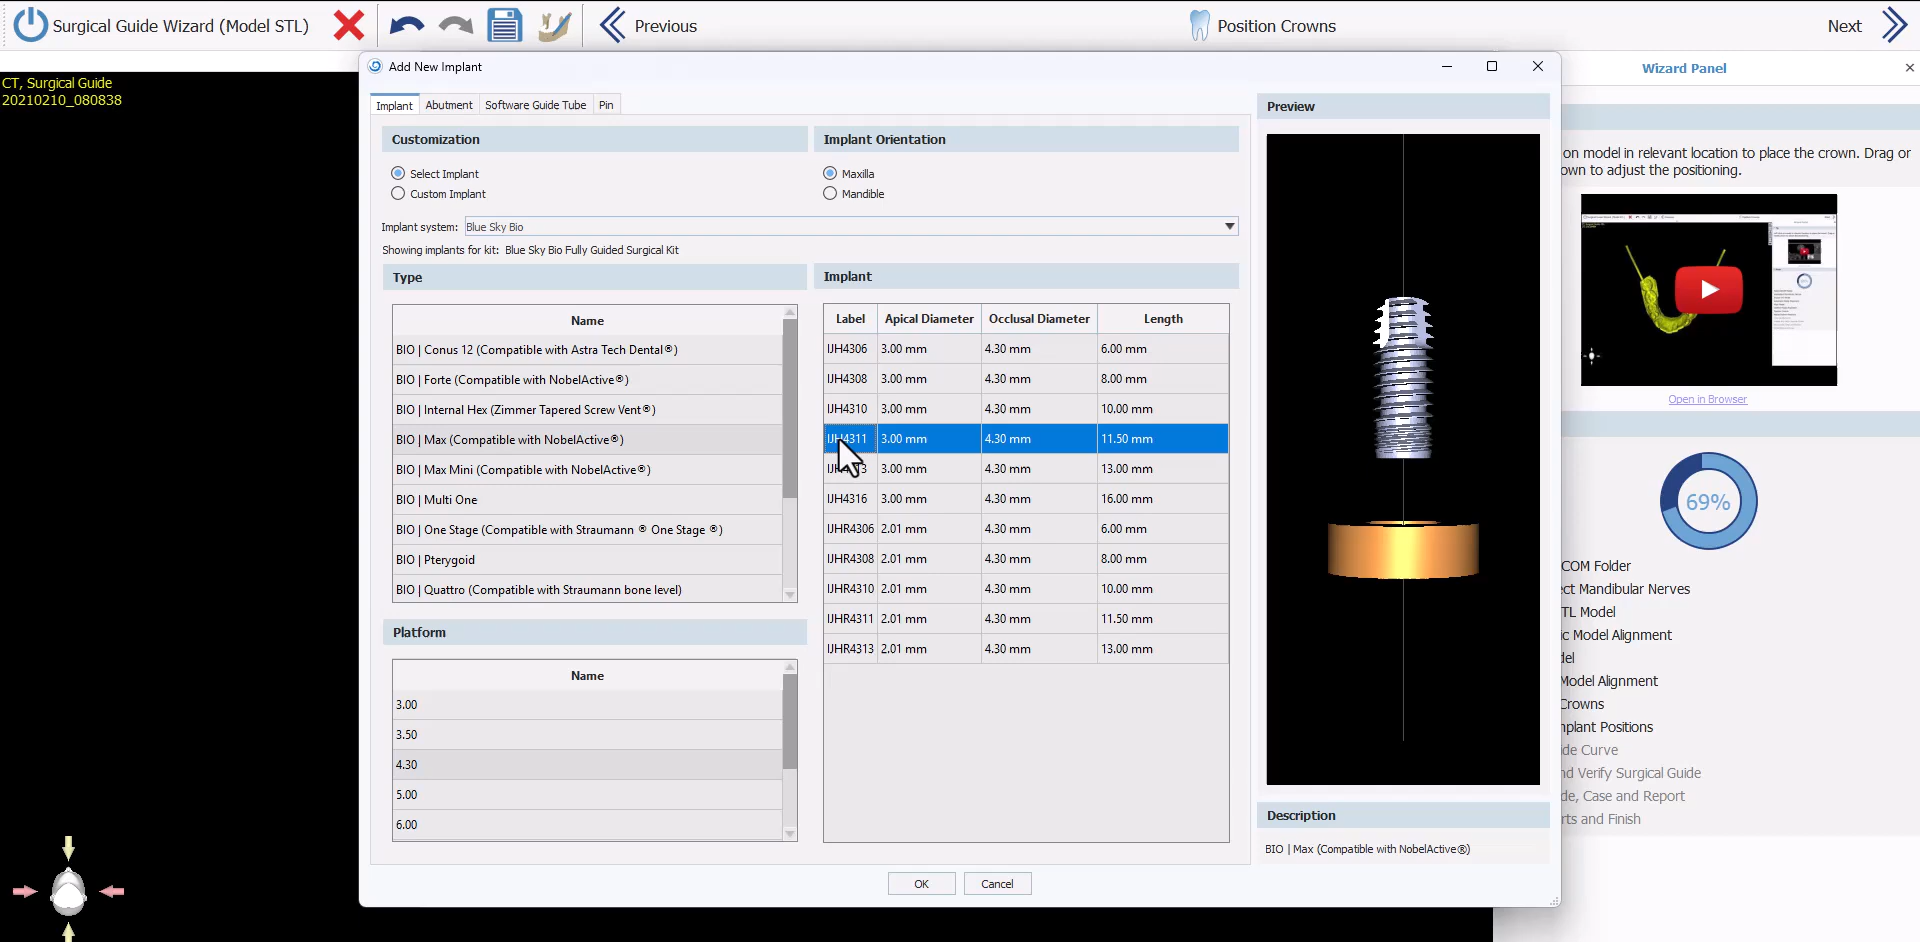 Surgical Guide Wizard (Model STL)
Previous
Position Crowns
Next
CT, Surgical Guide
20210210_080838
Add New Implant
Implant
Abutment
Software Guide Tube
Pin
Customization
Select Implant
Custom Implant
Implant Orientation
Maxilla
Mandible
Implant system:
Blue Sky Bio
Showing implants for kit: Blue Sky Bio Fully Guided Surgical Kit
Type
Name
BIO | Conus 12 (Compatible with Astra Tech Dental®)
BIO | Forte (Compatible with NobelActive®)
BIO | Internal Hex (Zimmer Tapered Screw Vent®)
BIO | Max (Compatible with NobelActive®)
BIO | Max Mini (Compatible with NobelActive®)
BIO | Multi One
BIO | One Stage (Compatible with Straumann ® One Stage ®)
BIO | Pterygoid
BIO | Quattro (Compatible with Straumann bone level)
Platform
Name
3.00
3.50
4.30
5.00
6.00
Implant
Label Apical Diameter Occlusal Diameter Length
IJH4306 3.00 mm 4.30 mm 6.00 mm
IJH4308 3.00 mm 4.30 mm 8.00 mm
IJH4310 3.00 mm 4.30 mm 10.00 mm
IJH4311 3.00 mm 4.30 mm 11.50 mm
3.00 mm 4.30 mm 13.00 mm
IJH4316 3.00 mm 4.30 mm 16.00 mm
IJHR4306 2.01 mm 4.30 mm 6.00 mm
IJHR4308 2.01 mm 4.30 mm 8.00 mm
IJHR4310 2.01 mm 4.30 mm 10.00 mm
IJHR4311 2.01 mm 4.30 mm 11.50 mm
IJHR4313 2.01 mm 4.30 mm 13.00 mm
OK
Cancel
Preview
Description
BIO | Max (Compatible with NobelActive®)
Wizard Panel
on model in relevant location to place the crown. Drag or
own to adjust the positioning.
Open in Browser
69%
COM Folder
ect Mandibular Nerves
TL Model
c Model Alignment
del
Model Alignment
Crowns
mplant Positions
de Curve
nd Verify Surgical Guide
de, Case and Report
rts and Finish